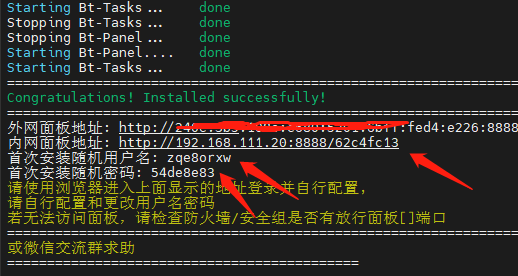 Starting Bt-Tasks... done
Stopping Bt-Tasks... done
Stopping Bt-Panel... done
Starting Bt-Panel.... done
Starting Bt-Tasks... done
==================================================================
Congratulations! Installed successfully!
==================================================================
外网面板地址: http:// :fed4:e226:8888
内网面板地址: http://192.168.111.20:8888/62c4fc13
首次安装随机用户名: zqe8orxw
首次安装随机密码: 54de8e83
请使用浏览器进入上面显示的地址登录并自行配置,
请自行配置和更改用户名密码
若无法访问面板，请检查防火墙/安全组是否有放行面板[]端口
==================================================================
或微信交流群求助
=============================================